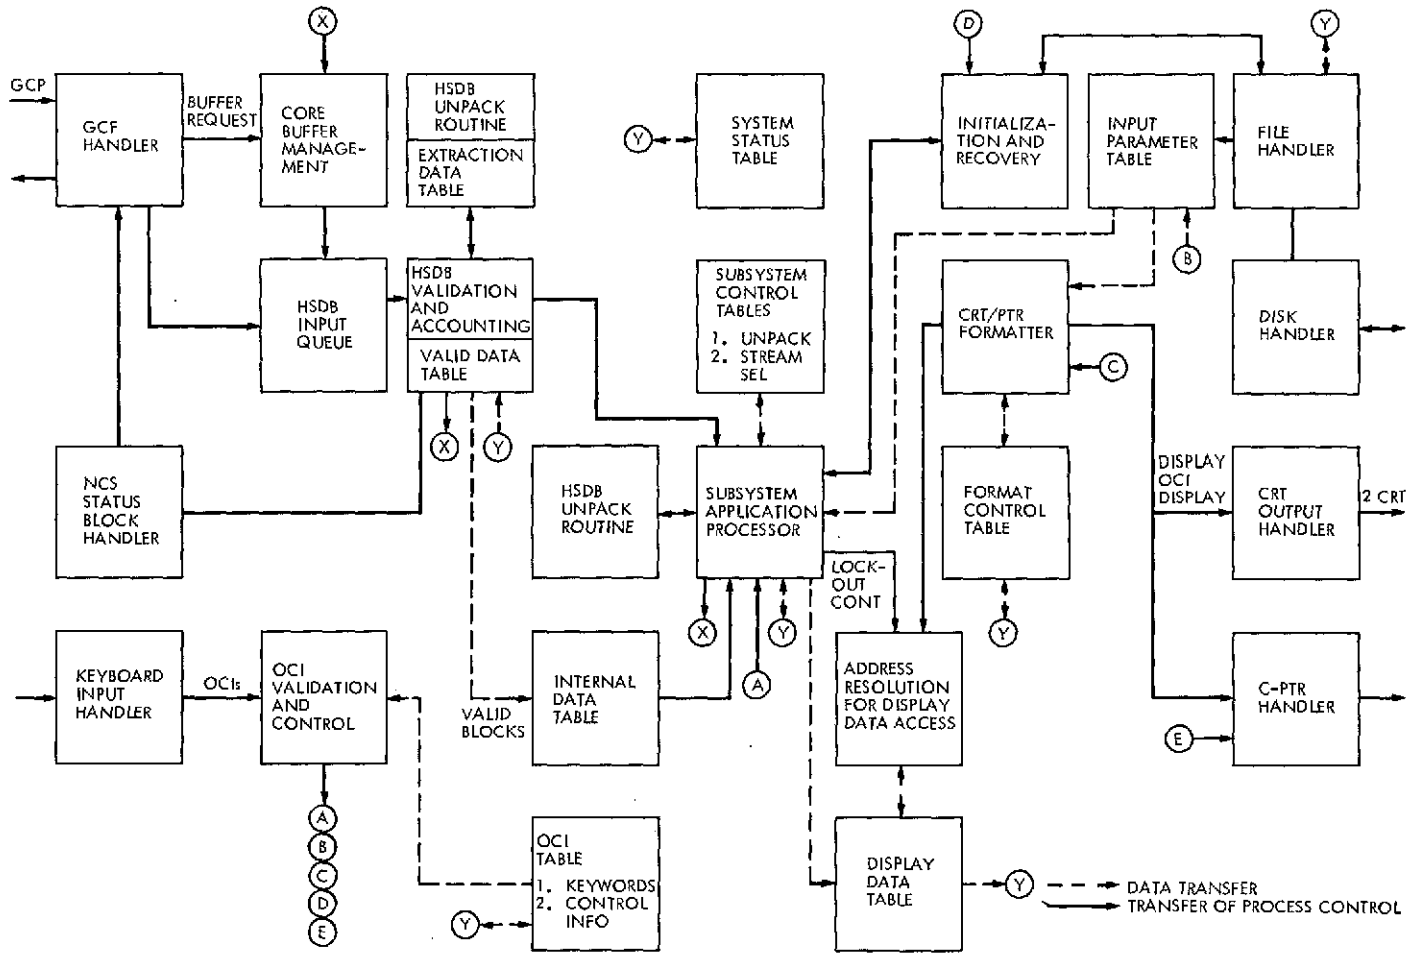 X
D
Y
GCP
GCF
HANDLER
BUFFER
REQUEST
CORE
BUFFER
MANAGE-
MENT
HSDB
UNPACK
ROUTINE
EXTRACTION
DATA
TABLE
Y
SYSTEM
STATUS
TABLE
INITIALIZA-
TION AND
RECOVERY
INPUT
PARAMETER
TABLE
FILE
HANDLER
HSDB
INPUT
QUEUE
HSDB
VALIDATION
AND
ACCOUNTING
VALID DATA
TABLE
SUBSYSTEM
CONTROL
TABLES
1. UNPACK
2. STREAM
SEL
B
CRT/PTR
FORMATTER
C
DISK
HANDLER
X
Y
NCS
STATUS
BLOCK
HANDLER
HSDB
UNPACK
ROUTINE
SUBSYSTEM
APPLICATION
PROCESSOR
FORMAT
CONTROL
TABLE
DISPLAY
OCI
DISPLAY
CRT
OUTPUT
HANDLER
2 CRT
LOCK-
OUT
CONT
X
A
Y
Y
KEYBOARD
INPUT
HANDLER
OCIs
OCI
VALIDATION
AND
CONTROL
VALID
BLOCKS
INTERNAL
DATA
TABLE
ADDRESS
RESOLUTION
FOR DISPLAY
DATA ACCESS
C-PTR
HANDLER
E
A
B
C
D
E
OCI
TABLE
1. KEYWORDS
2. CONTROL
INFO
Y
DISPLAY
DATA
TABLE
Y
DATA TRANSFER
TRANSFER OF PROCESS CONTROL